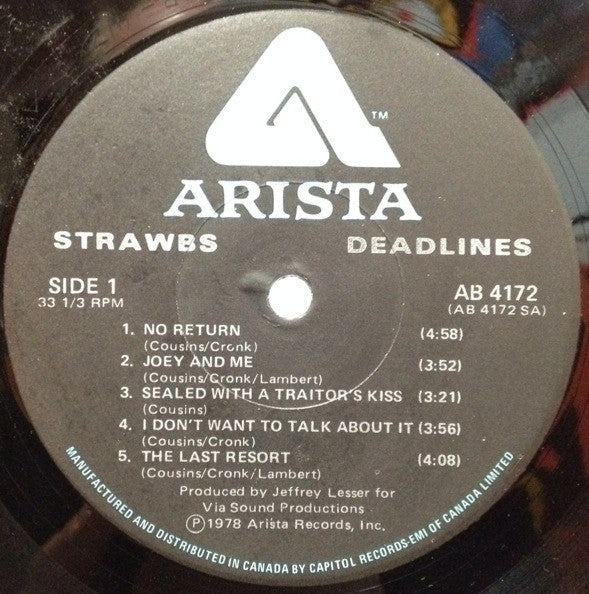 TM
ARISTA
STRAWBS DEADLINES
SIDE 1 AB 4172
33 1/3 RPM (AB 4172 SA)
1. NO RETURN (4:58)
(Cousins/Cronk)
2. JOEY AND ME (3:52)
(Cousins/Cronk/Lambert)
3. SEALED WITH A TRAITOR'S KISS (3:21)
(Cousins)
4. I DON'T WANT TO TALK ABOUT IT (3:56)
(Cousins/Cronk)
5. THE LAST RESORT (4:08)
(Cousins/Cronk/Lambert)
Produced by Jeffrey Lesser for
Via Sound Productions
Ⓟ1978 Arista Records, Inc.
MANUFACTURED AND DISTRIBUTED IN CANADA BY CAPITOL RECORDS-EMI OF CANADA LIMITED